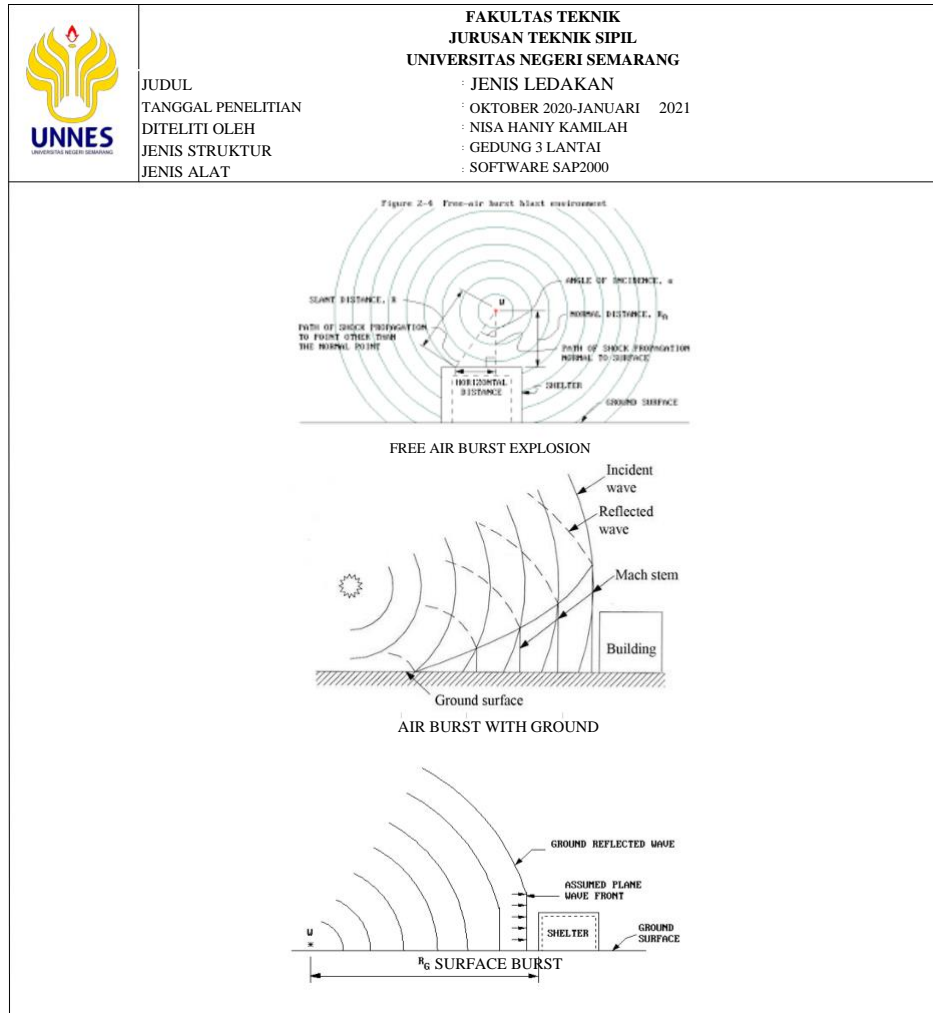 FAKULTAS TEKNIK
JURUSAN TEKNIK SIPIL
UNIVERSITAS NEGERI SEMARANG
UNNES
UNIVERSITAS NEGERI SEMARANG
JUDUL : JENIS LEDAKAN
TANGGAL PENELITIAN : OKTOBER 2020-JANUARI 2021
DITELITI OLEH : NISA HANIY KAMILAH
JENIS STRUKTUR : GEDUNG 3 LANTAI
JENIS ALAT : SOFTWARE SAP2000
Figure 2-4 Free-air burst blast environment
ANGLE OF INCIDENCE, α
W
SLANT DISTANCE, R
NORMAL DISTANCE, RA
PATH OF SHOCK PROPAGATION
TO POINT OTHER THAN
THE NORMAL POINT
PATH OF SHOCK PROPAGATION
NORMAL TO SURFACE
HORIZONTAL
DISTANCE
SHELTER
GROUND SURFACE
FREE AIR BURST EXPLOSION
Incident
wave
Reflected
wave
Mach stem
Building
Ground surface
AIR BURST WITH GROUND
GROUND REFLECTED WAVE
ASSUMED PLANE
WAVE FRONT
W
SHELTER
GROUND
SURFACE
RG SURFACE BURST